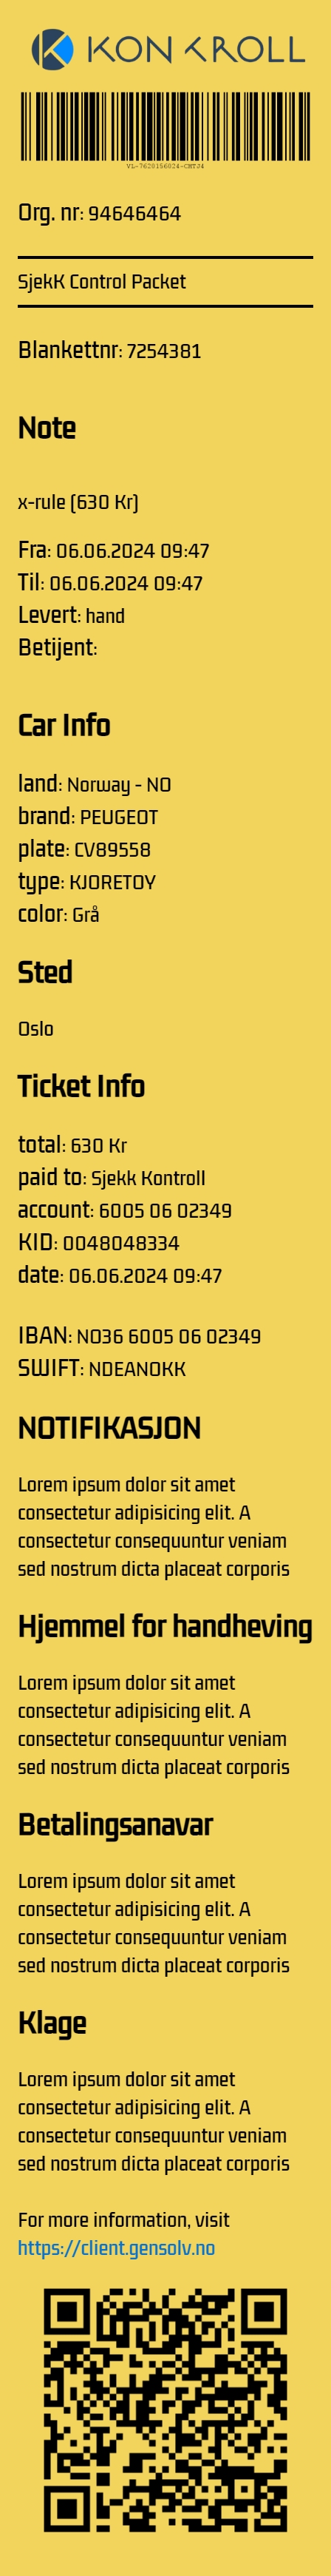 KONTROLL
VL-7620156024-CMTJ4
Org. nr: 94646464
SjekK Control Packet
Blankettnr: 7254381
Note
x-rule (630 Kr)
Fra: 06.06.2024 09:47
Til: 06.06.2024 09:47
Levert: hand
Betijent:
Car Info
land: Norway - NO
brand: PEUGEOT
plate: CV89558
type: KJORETOY
color: Grå
Sted
Oslo
Ticket Info
total: 630 Kr
paid to: Sjekk Kontroll
account: 6005 06 02349
KID: 0048048334
date: 06.06.2024 09:47
IBAN: NO36 6005 06 02349
SWIFT: NDEANOKK
NOTIFIKASJON
Lorem ipsum dolor sit amet
consectetur adipisicing elit. A
consectetur consequuntur veniam
sed nostrum dicta placeat corporis
Hjemmel for handheving
Lorem ipsum dolor sit amet
consectetur adipisicing elit. A
consectetur consequuntur veniam
sed nostrum dicta placeat corporis
Betalingsanavar
Lorem ipsum dolor sit amet
consectetur adipisicing elit. A
consectetur consequuntur veniam
sed nostrum dicta placeat corporis
Klage
Lorem ipsum dolor sit amet
consectetur adipisicing elit. A
consectetur consequuntur veniam
sed nostrum dicta placeat corporis
For more information, visit
https://client.gensolv.no